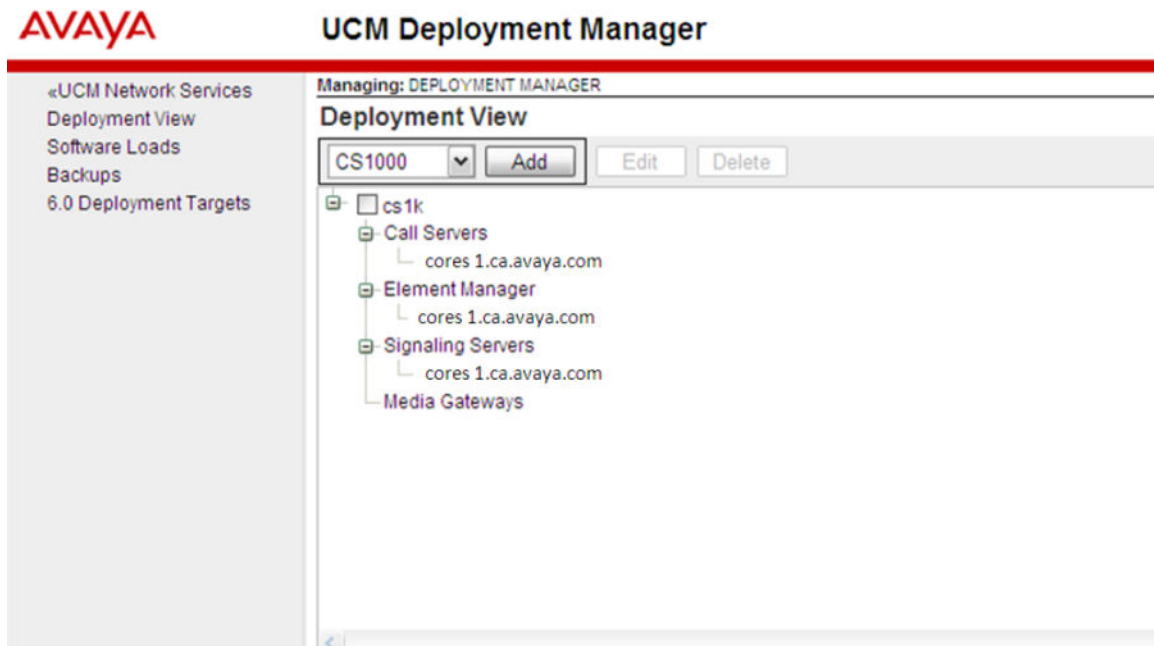 AVAYA
UCM Deployment Manager
«UCM Network Services
Deployment View
Software Loads
Backups
6.0 Deployment Targets
Managing: DEPLOYMENT MANAGER
Deployment View
CS1000 Add Edit Delete
cs1k
Call Servers
cores 1.ca.avaya.com
Element Manager
cores 1.ca.avaya.com
Signaling Servers
cores 1.ca.avaya.com
Media Gateways